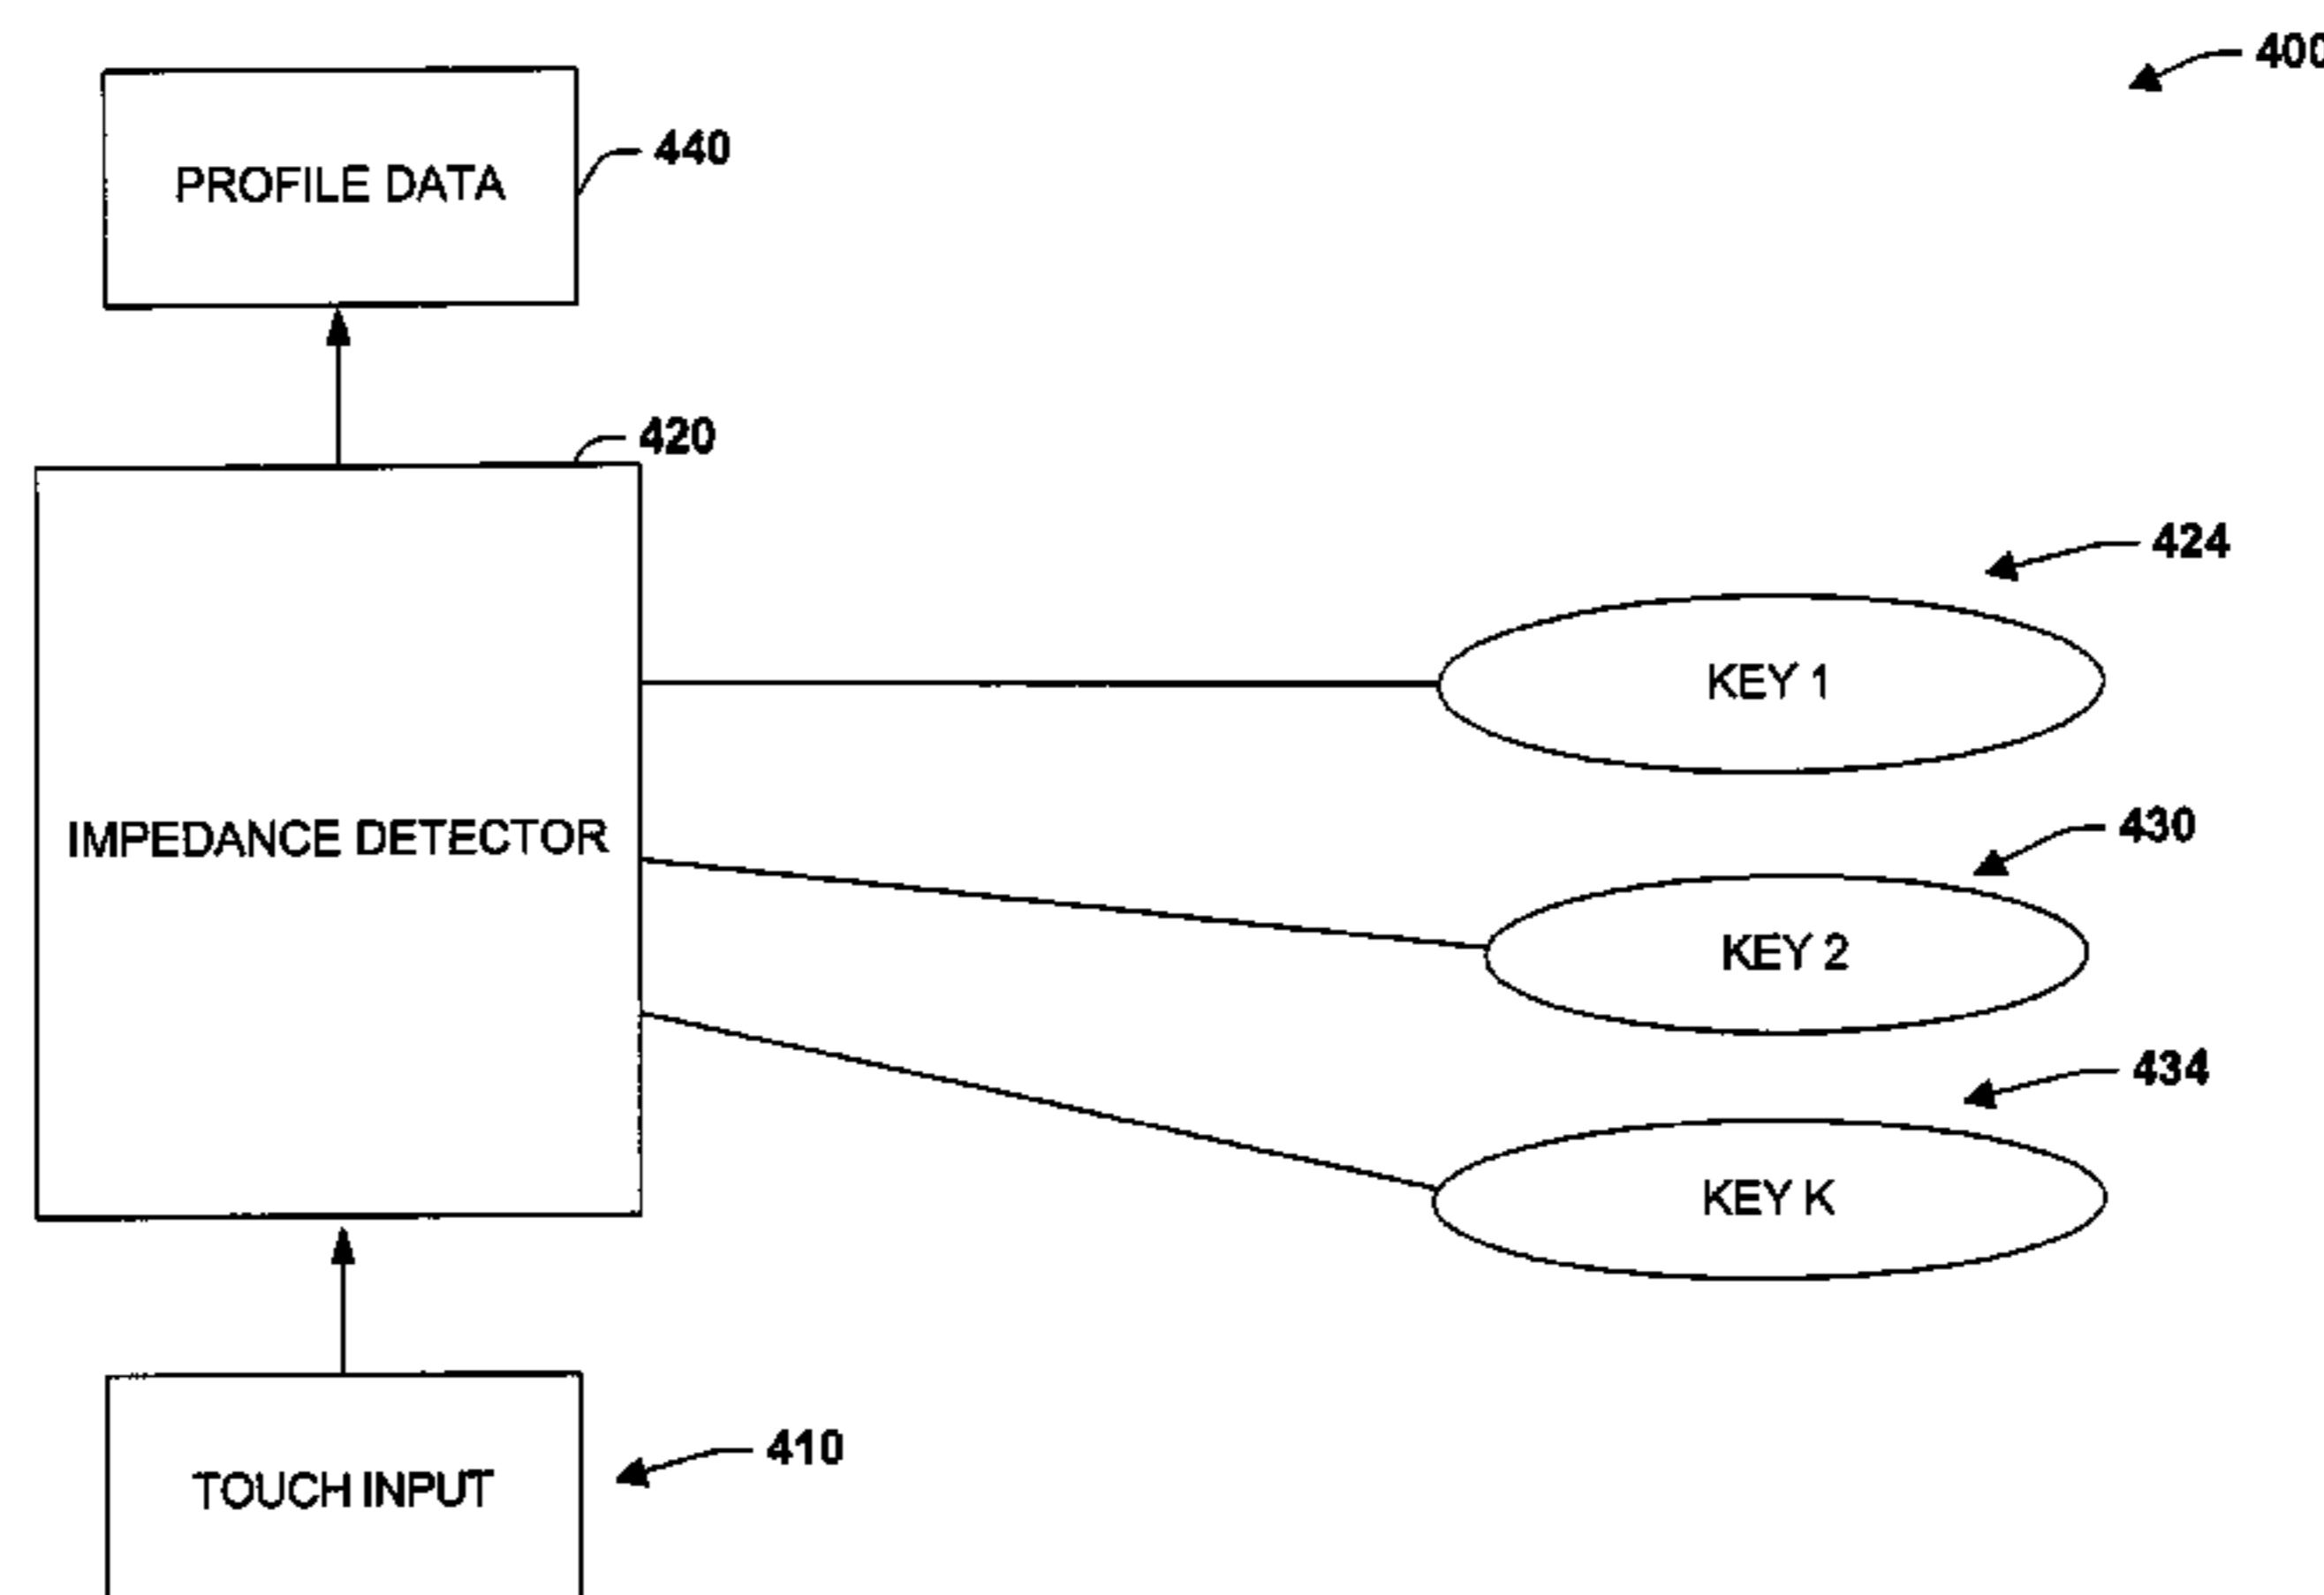 400
PROFILE DATA
440
420
424
KEY 1
IMPEDANCE DETECTOR
430
KEY 2
434
KEY K
410
TOUCH INPUT